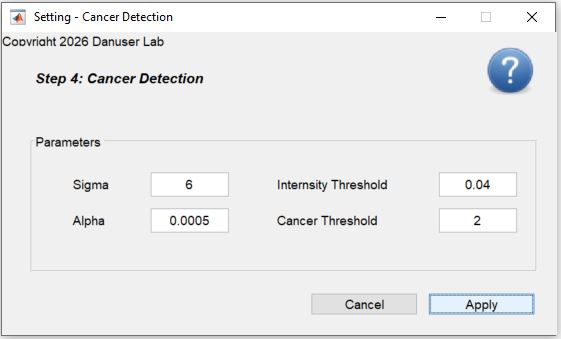 Setting - Cancer Detection
Copyright 2026 Danuser Lab
Step 4: Cancer Detection
?
Parameters
Sigma 6 Internsity Threshold 0.04
Alpha 0.0005 Cancer Threshold 2
Cancel Apply